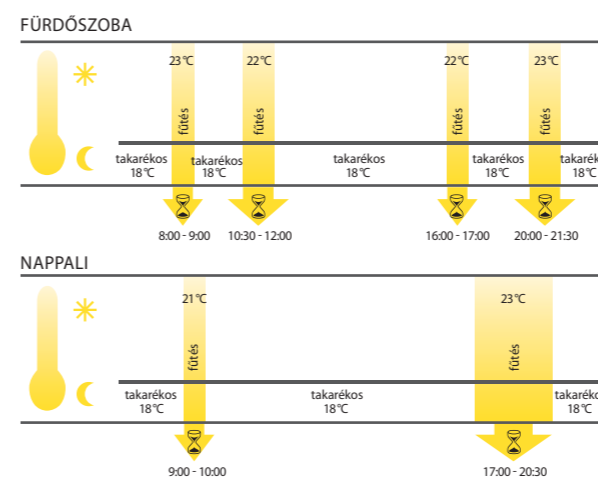 FÜRDŐSZOBA
23°C 22°C 22°C 23°C
fűtés fűtés fűtés fűtés
takarékos takarékos takarékos takarékos
18°C 18°C 18°C 18°C 18°C
8:00 - 9:00 10:30 - 12:00 16:00 - 17:00 20:00 - 21:30
NAPPALI
21°C 23°C
fűtés fűtés
takarékos takarékos
18°C 18°C 18°C
9:00 - 10:00 17:00 - 20:30